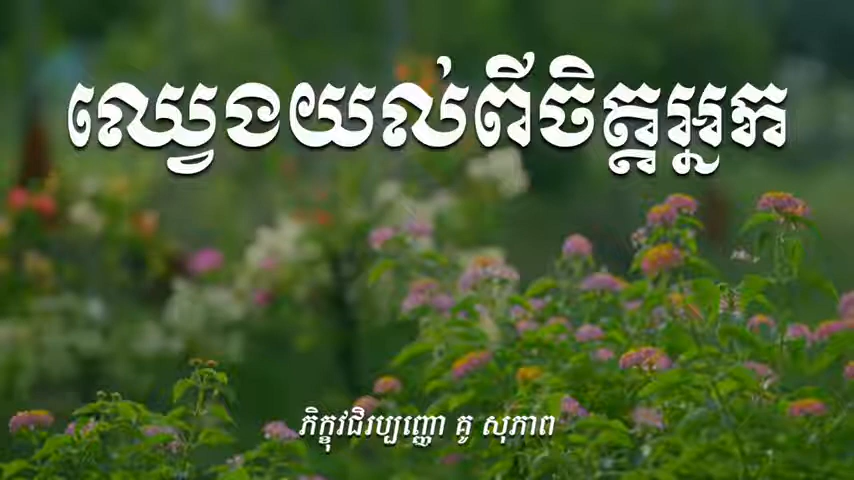 ឈ្វេងយល់ពីចិត្តអ្នក
ភិក្ខុវជិរប្បញ្ញោ គូ សុភាព